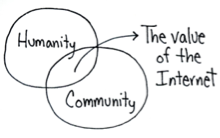 Humanity
Community
The value
of the
Internet